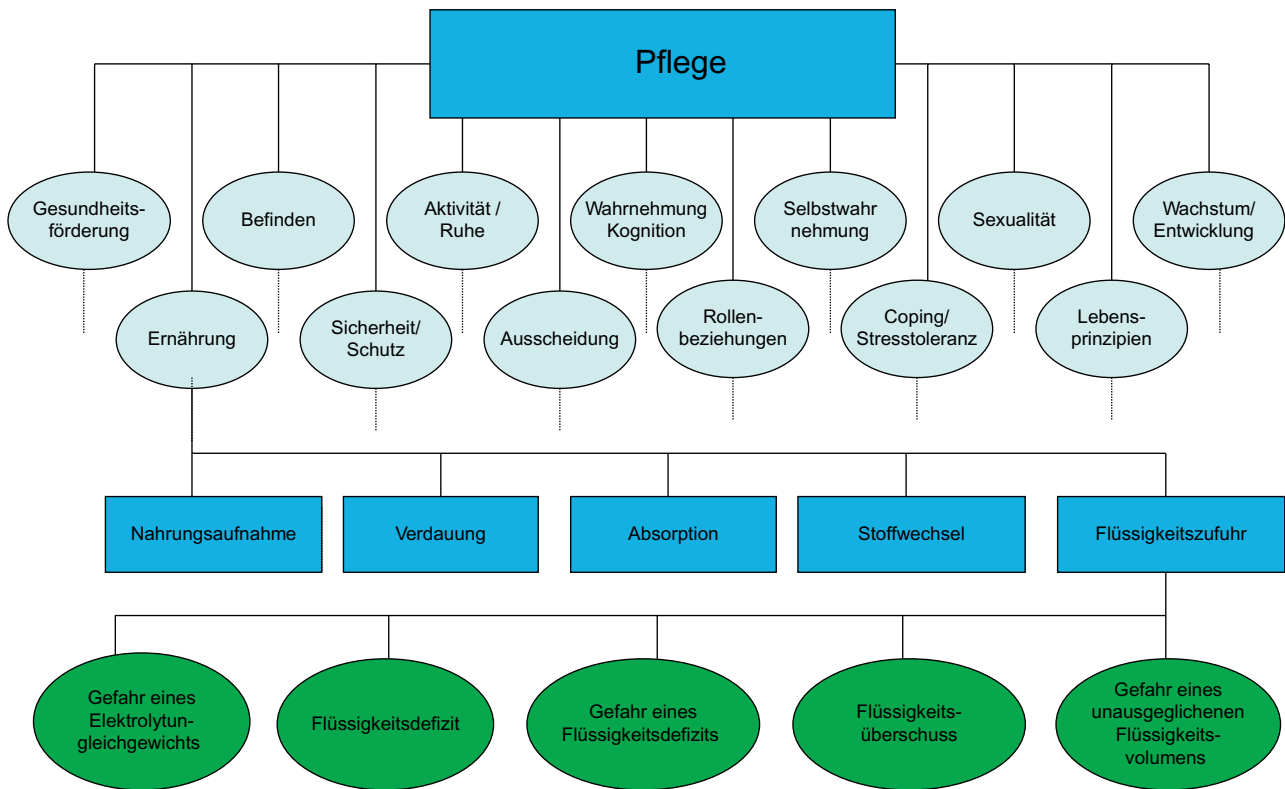 Pflege
Gesundheits-
förderung
Befinden
Aktivität /
Ruhe
Wahrnehmung
Kognition
Selbstwahr
nehmung
Sexualität
Wachstum/
Entwicklung
Ernährung
Sicherheit/
Schutz
Ausscheidung
Rollen-
beziehungen
Coping/
Stresstoleranz
Lebens-
prinzipien
Nahrungsaufnahme
Verdauung
Absorption
Stoffwechsel
Flüssigkeitszufuhr
Gefahr eines
Elektrolytun-
gleichgewichts
Flüssigkeitsdefizit
Gefahr eines
Flüssigkeitsdefizits
Flüssigkeits-
überschuss
Gefahr eines
unausgeglichenen
Flüssigkeits-
volumens